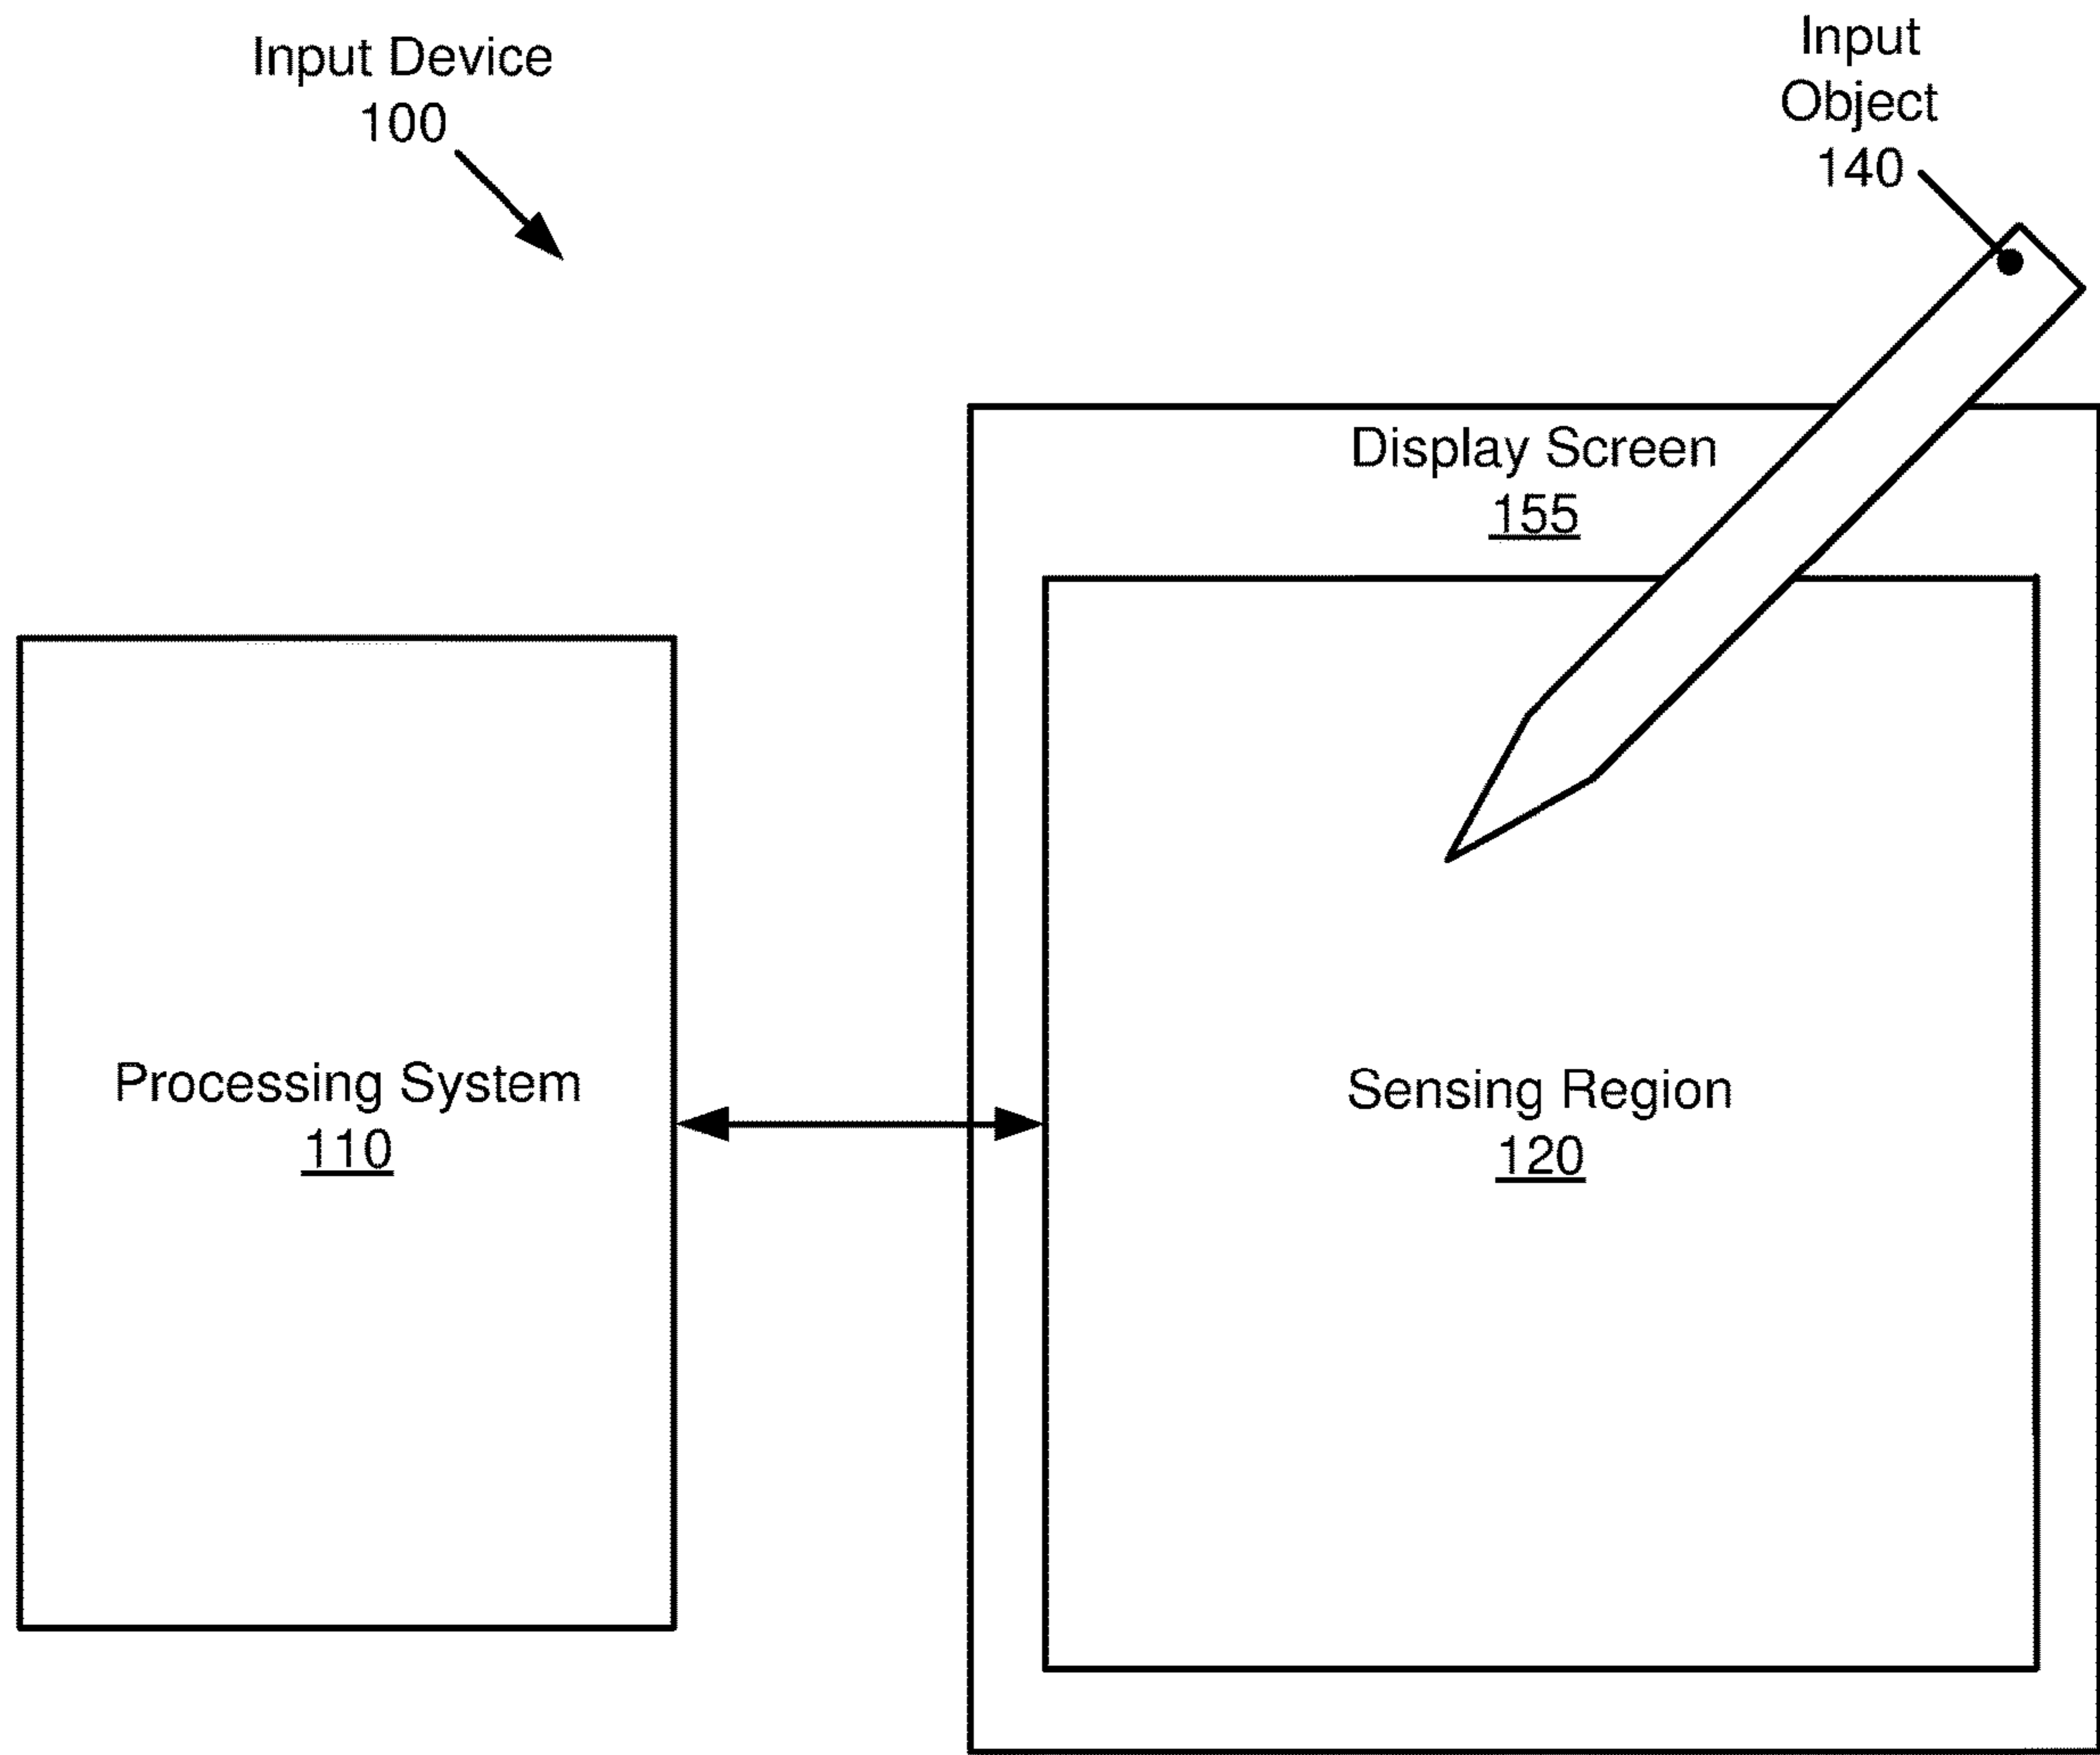 Input Device
100
Input
Object
140
Display Screen
155
Processing System
110
Sensing Region
120